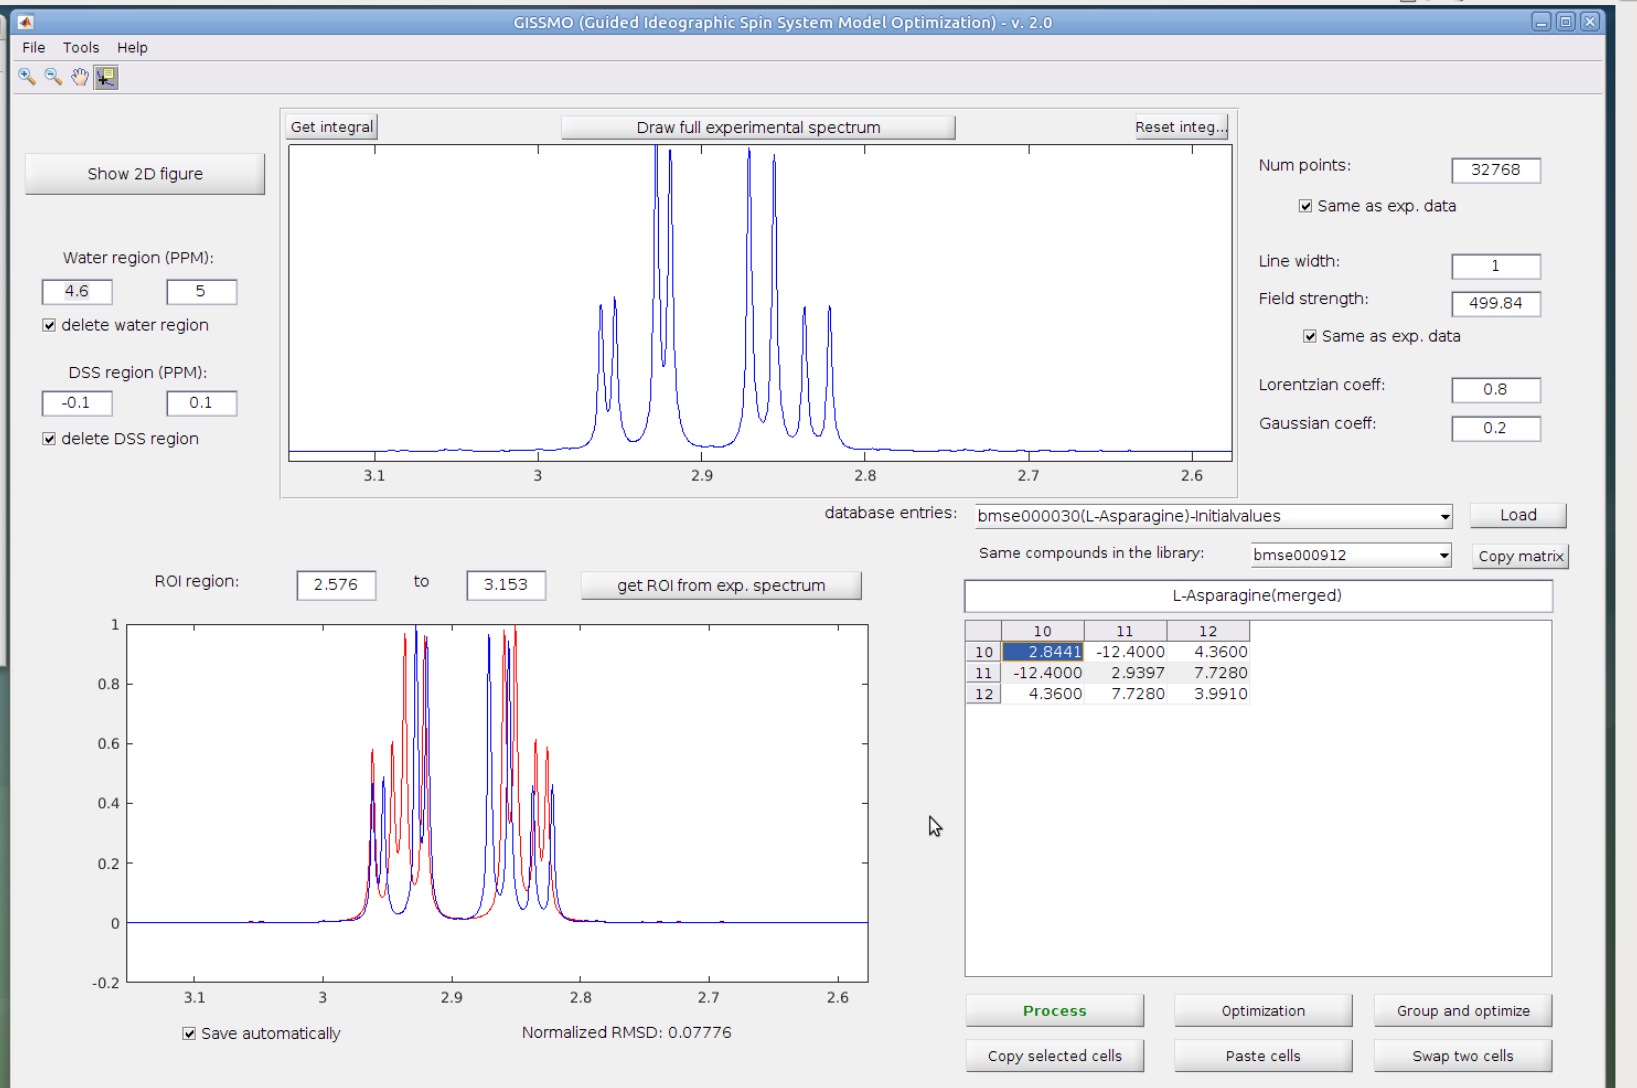 GISSMO (Guided Ideographic Spin System Model Optimization) - v. 2.0
File Tools Help
Get integral
Draw full experimental spectrum
Reset integ...
Show 2D figure
Water region (PPM):
4.6 5
delete water region
DSS region (PPM):
-0.1 0.1
delete DSS region
3.1 3 2.9 2.8 2.7 2.6
Num points: 32768
Same as exp. data
Line width: 1
Field strength: 499.84
Same as exp. data
Lorentzian coeff: 0.8
Gaussian coeff: 0.2
database entries: bmse000030(L-Asparagine)-Initialvalues Load
Same compounds in the library: bmse000912 Copy matrix
ROI region: 2.576 to 3.153 get ROI from exp. spectrum
L-Asparagine(merged)
10 11 12
10 2.8441 -12.4000 4.3600
11 -12.4000 2.9397 7.7280
12 4.3600 7.7280 3.9910
1
0.8
0.6
0.4
0.2
0
-0.2
3.1 3 2.9 2.8 2.7 2.6
Save automatically
Normalized RMSD: 0.07776
Process Optimization Group and optimize
Copy selected cells Paste cells Swap two cells